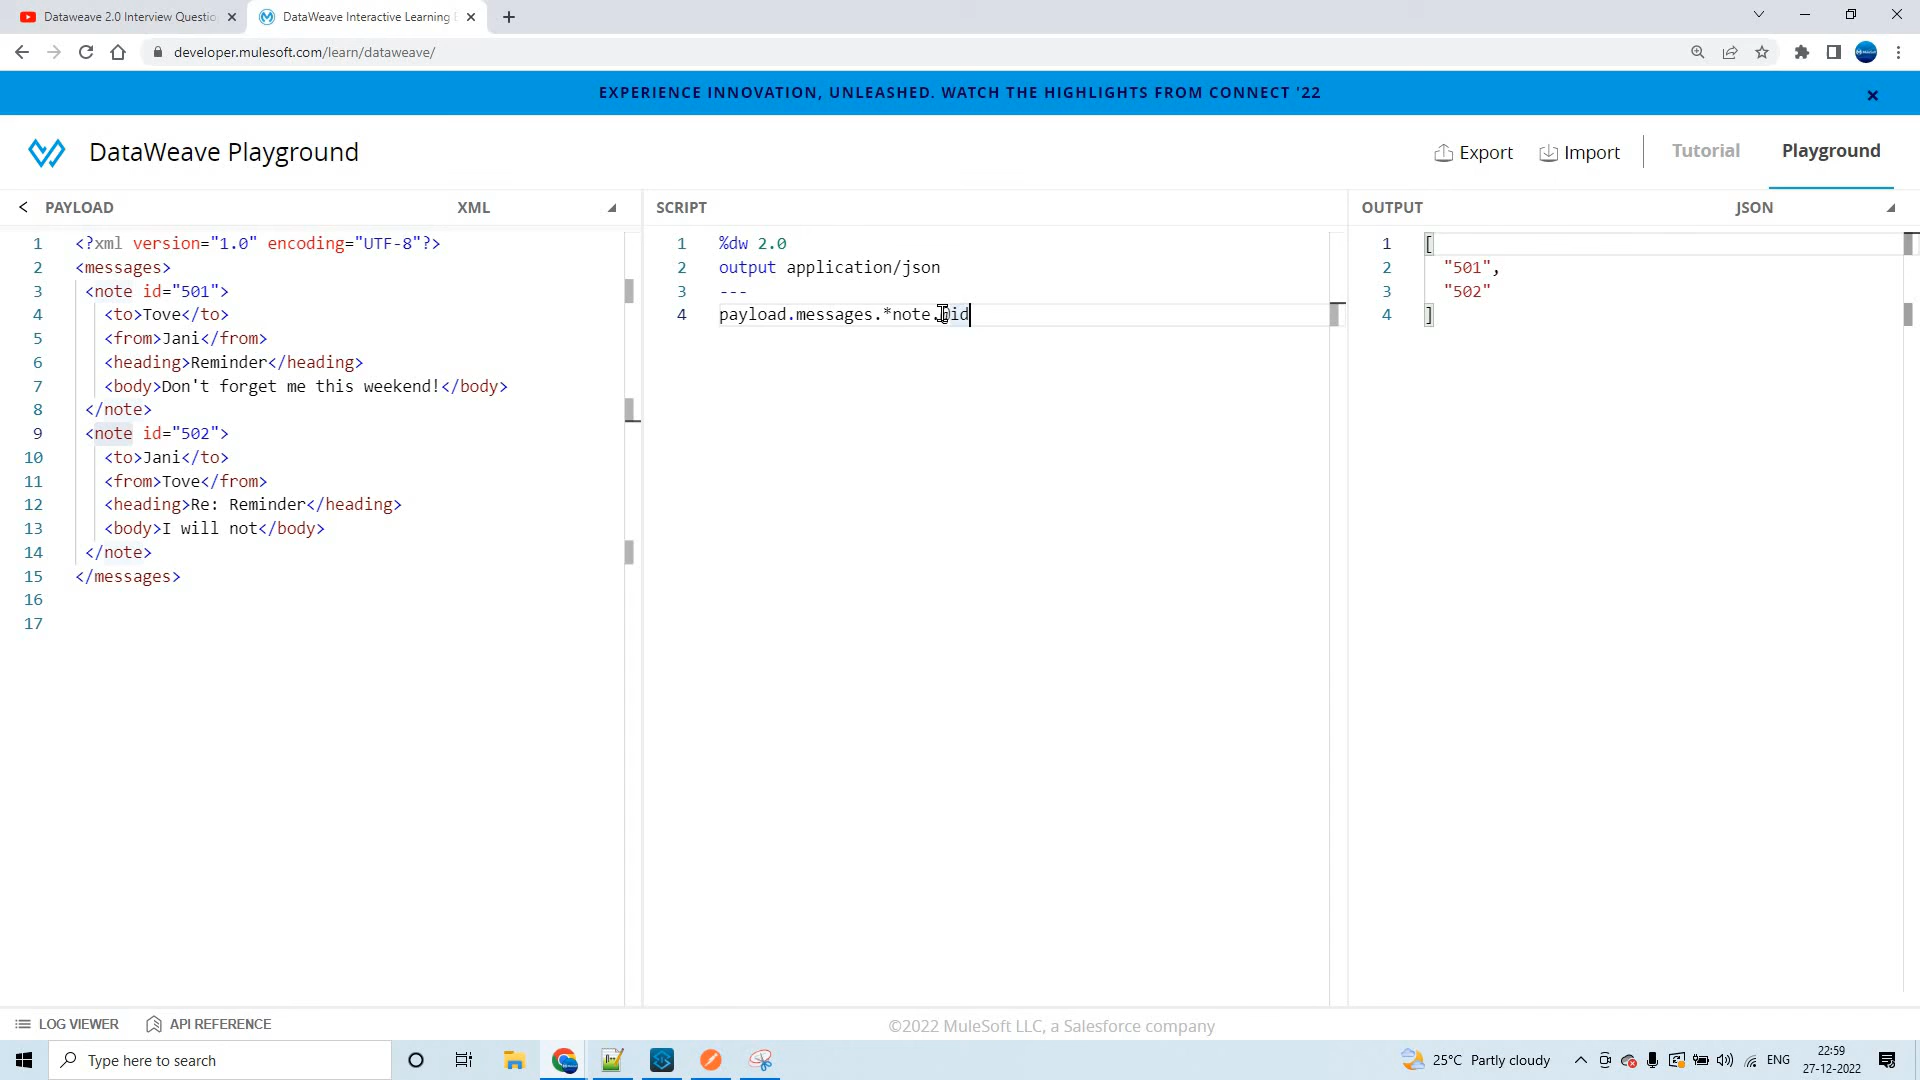 Dataweave 2.0 Interview Questio
DataWeave Interactive Learning
developer.mulesoft.com/learn/dataweave/
EXPERIENCE INNOVATION, UNLEASHED. WATCH THE HIGHLIGHTS FROM CONNECT '22
DataWeave Playground
Export
Import
Tutorial
Playground
PAYLOAD
XML
1 <?xml version="1.0" encoding="UTF-8"?>
2 <messages>
3 <note id="501">
4 <to>Tove</to>
5 <from>Jani</from>
6 <heading>Reminder</heading>
7 <body>Don't forget me this weekend!</body>
8 </note>
9 <note id="502">
10 <to>Jani</to>
11 <from>Tove</from>
12 <heading>Re: Reminder</heading>
13 <body>I will not</body>
14 </note>
15 </messages>
16
17
SCRIPT
1 %dw 2.0
2 output application/json
3 ---
4 payload.messages.*note.@id
OUTPUT
JSON
1 [
2 "501",
3 "502"
4 ]
LOG VIEWER
API REFERENCE
©2022 MuleSoft LLC, a Salesforce company
Type here to search
25°C Partly cloudy
ENG
22:59
27-12-2022